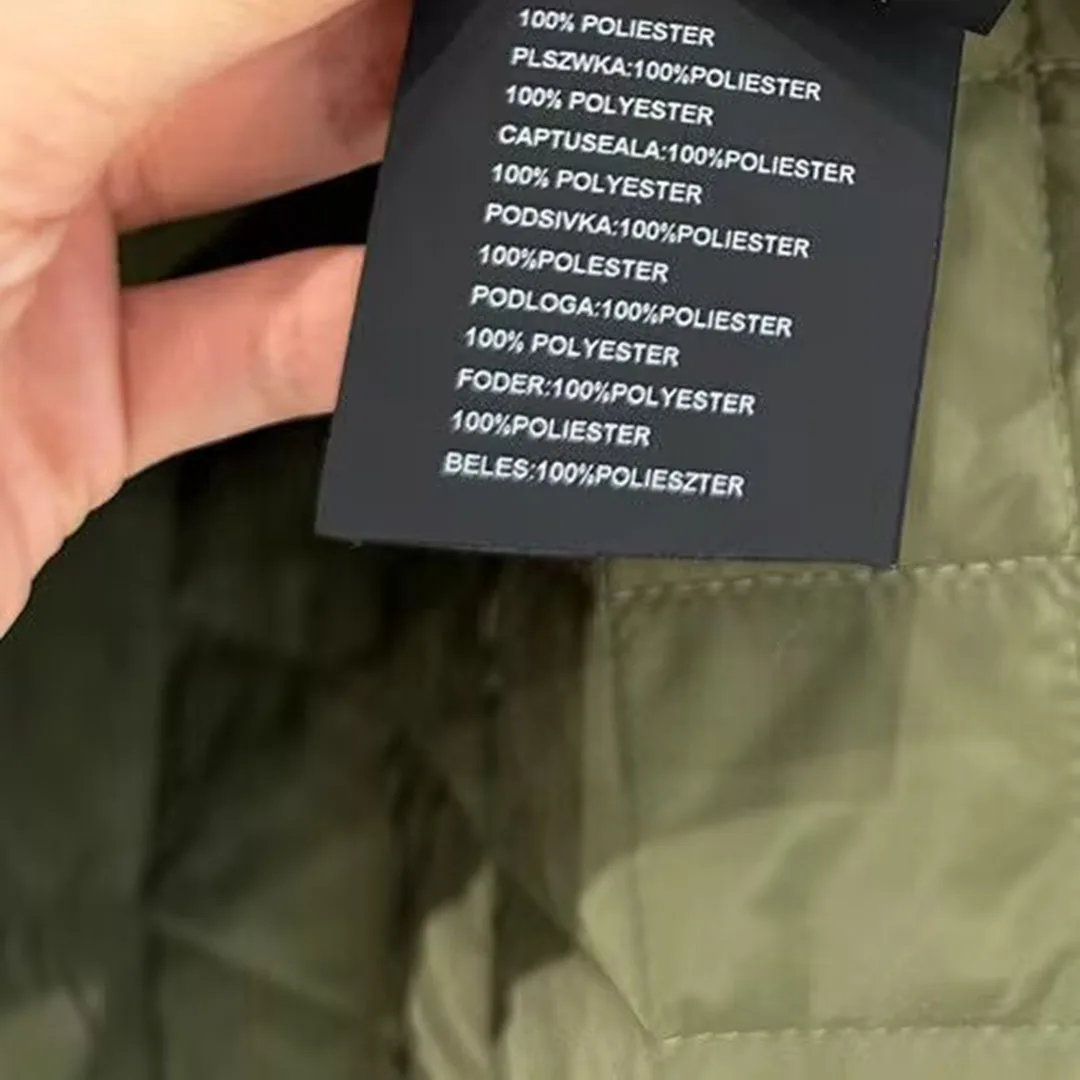 100% POLIESTER
PLSZWKA:100%POLIESTER
100% POLYESTER
CAPTUSEALA:100%POLIESTER
100% POLYESTER
PODSIVKA:100%POLIESTER
100%POLESTER
PODLOGA:100%POLIESTER
100% POLYESTER
FODER:100%POLYESTER
100%POLIESTER
BELES:100%POLIESZTER